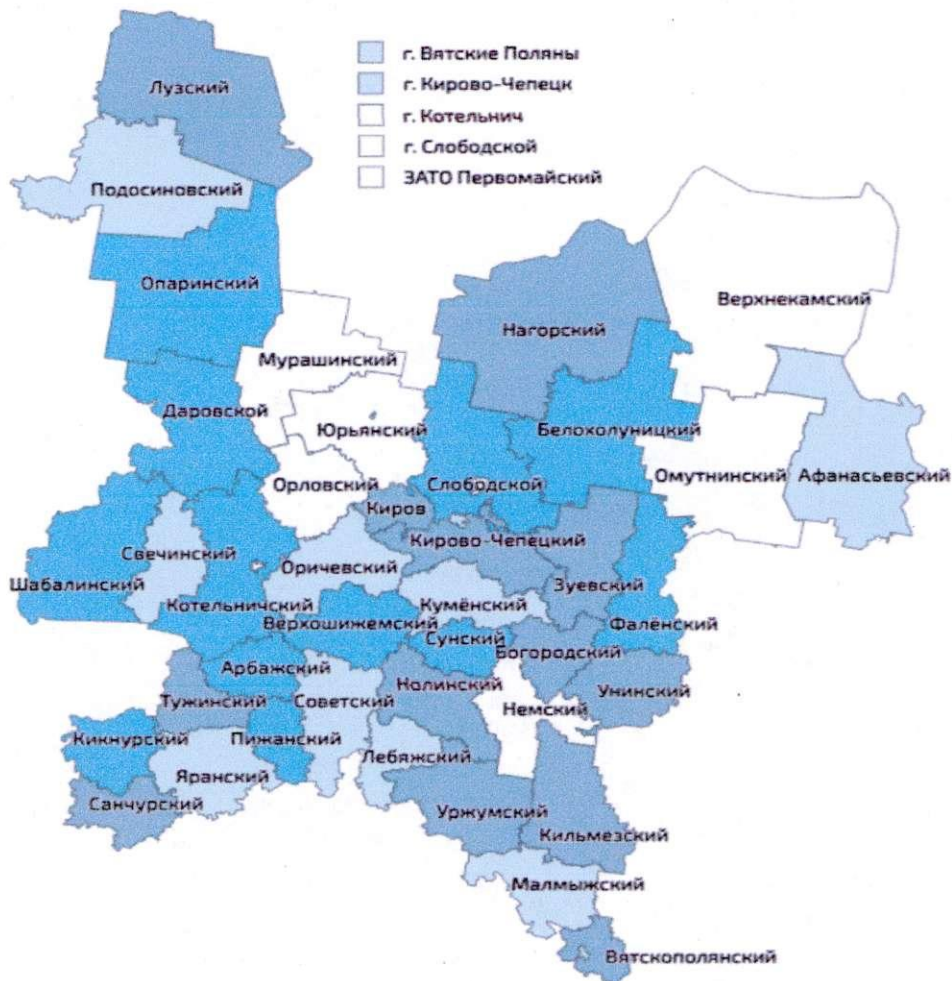 г. Вятские Поляны
г. Кирово-Чепецк
г. Котельнич
г. Слободской
ЗАТО Первомайский
Лузский
Подосиновский
Опаринский
Верхнекамский
Нагорский
Мурашинский
Даровской
Юрьянский
Белохолуницкий
Омутнинский
Афанасьевский
Орловский
Слободской
Киров
Кирово-Чепецкий
Свечинский
Оричевский
Зуевский
Шабалинский
Котельничский
Кумёнский
Верхошижемский
Фалёнский
Сунский
Богородский
Арбажский
Унинский
Тужинский
Советский
Нолинский
Немский
Кикнурский
Пижанский
Лебяжский
Яранский
Санчурский
Уржумский
Кильмезский
Малмыжский
Вятскополянский